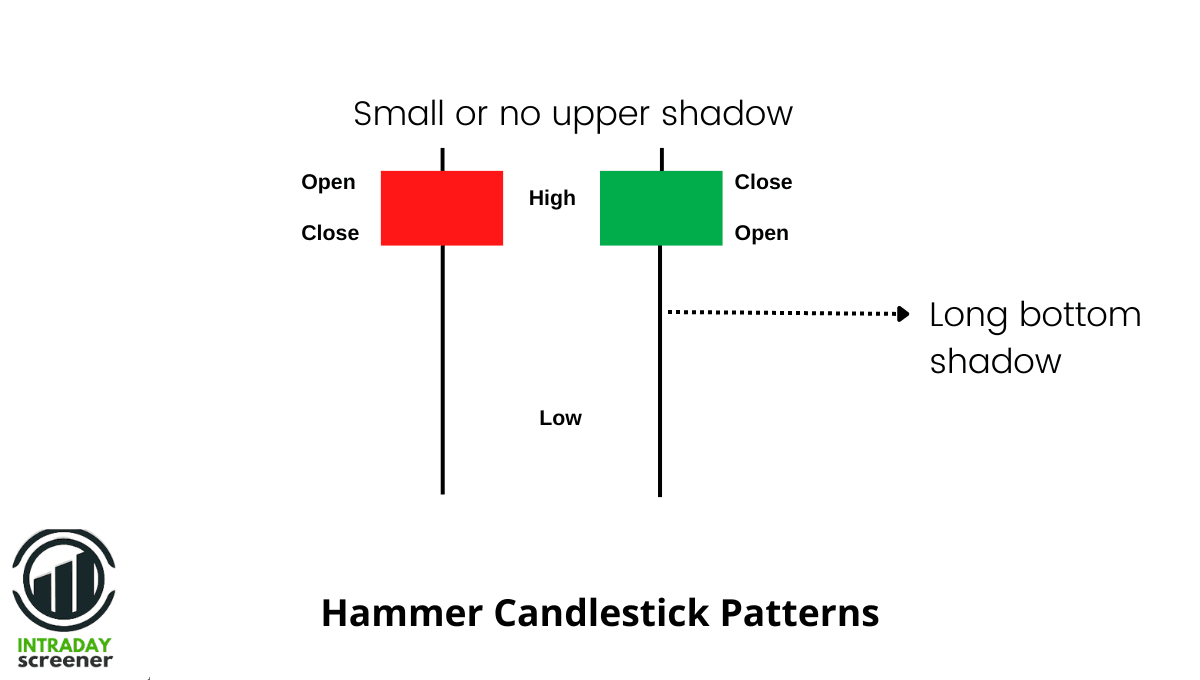 Small or no upper shadow
Open
High
Close
Close
Open
Long bottom
shadow
Low
Hammer Candlestick Patterns
INTRADAY
screener